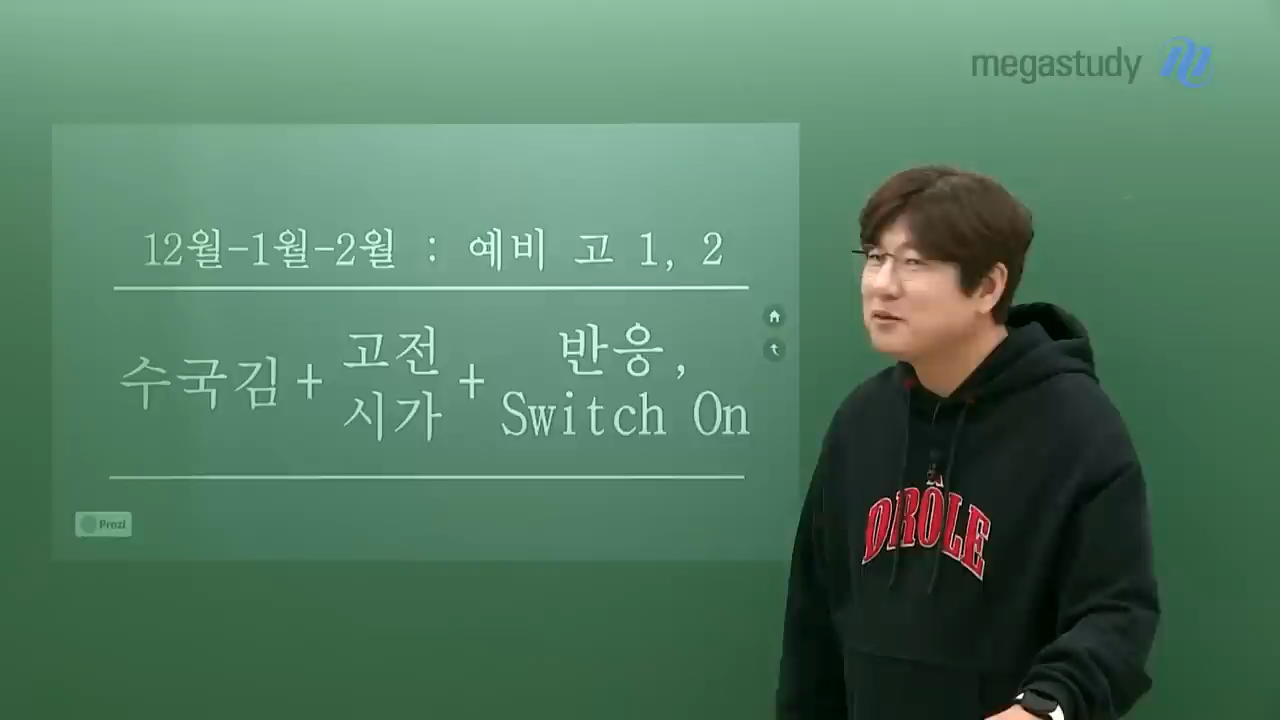 megastudy
12월-1월-2월 : 예비 고 1, 2
수국김 + 고전 시가 + 반응, Switch On
Prezi
DRÔLE